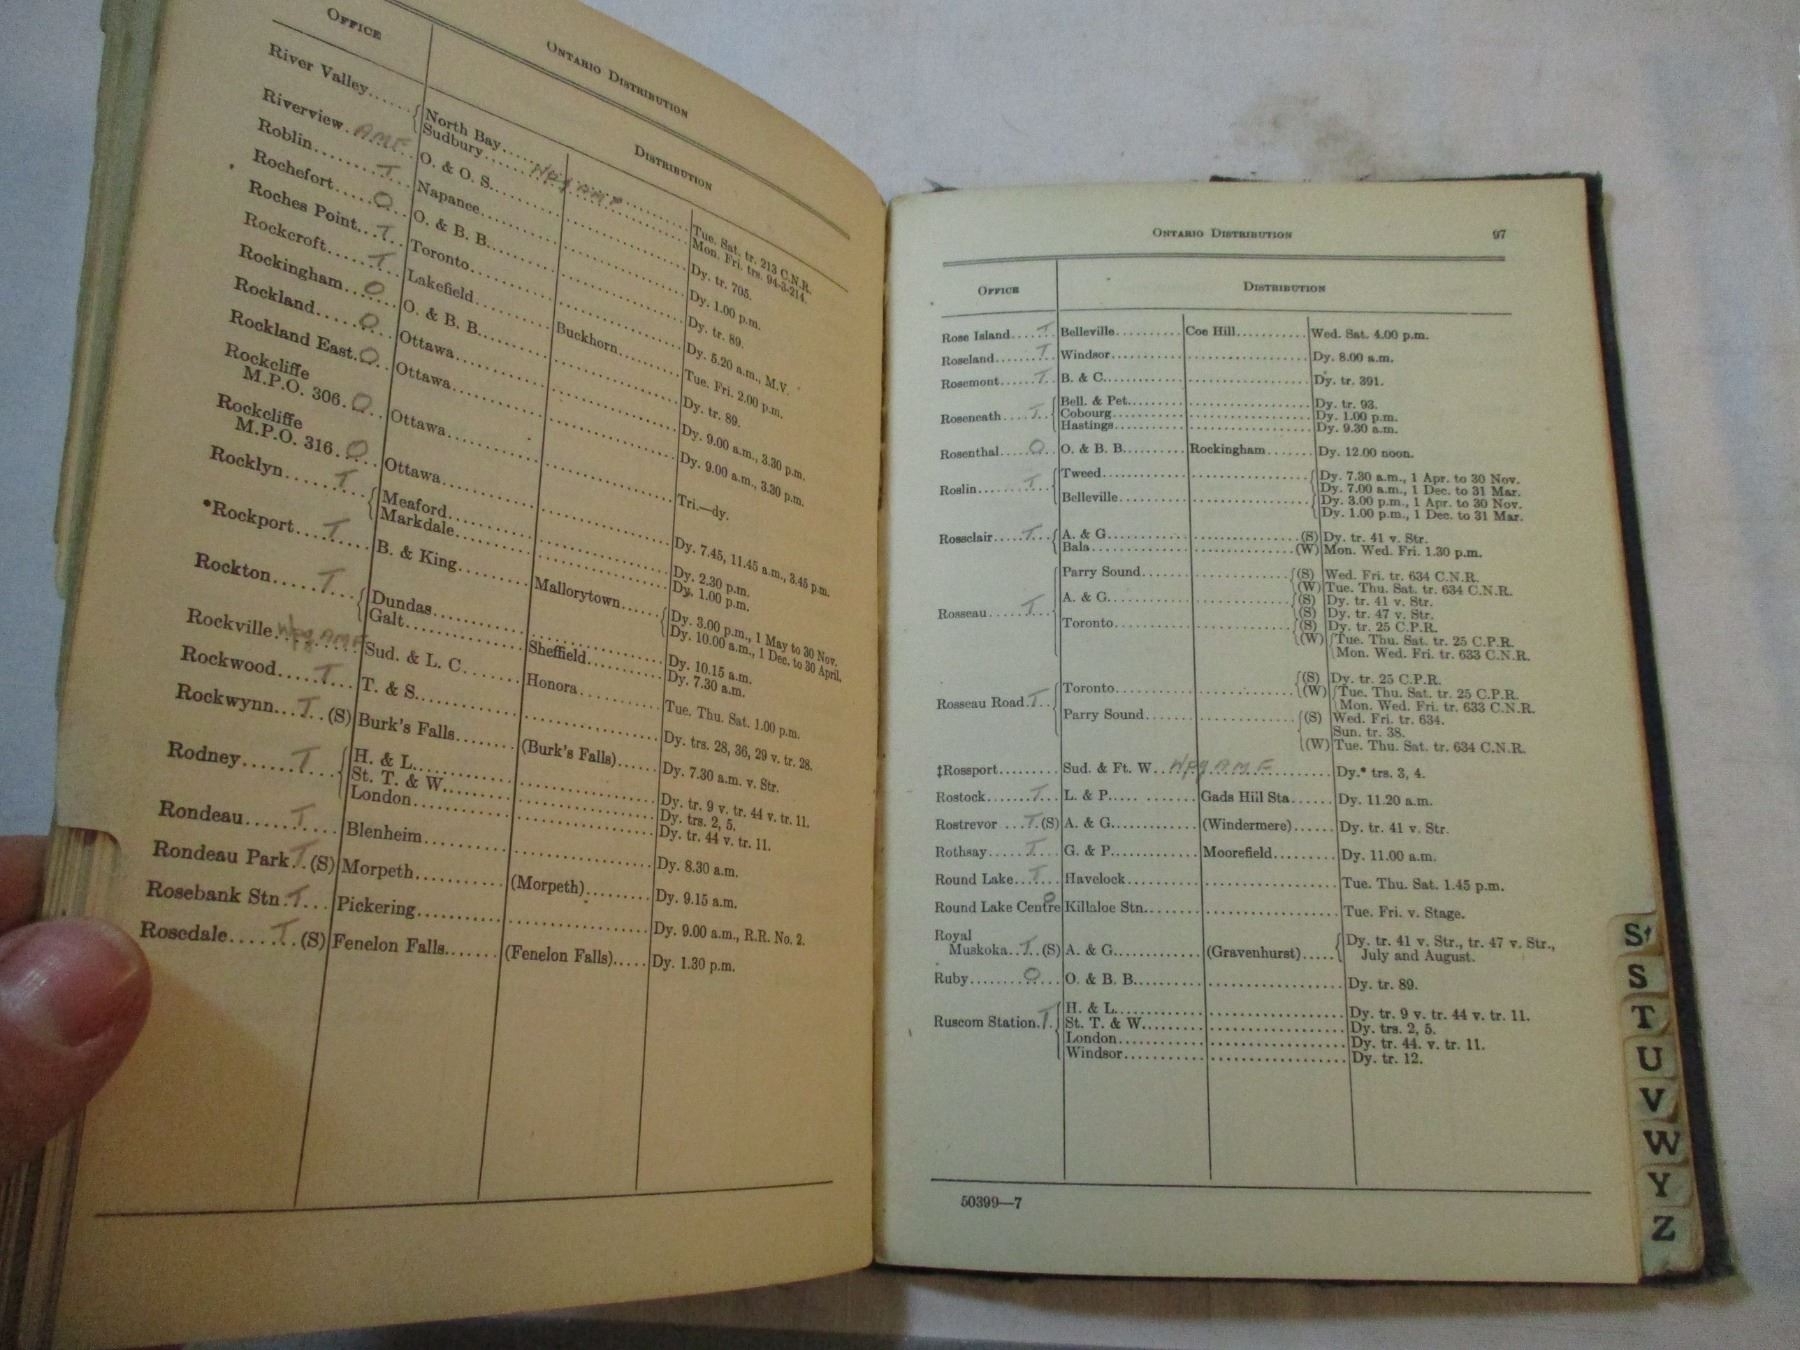 OFFICE
ONTARIO DISTRIBUTION
DISTRIBUTION
River Valley...... { North Bay.......... Tue. Sat. tr. 213 C.N.R.
Sudbury.......... Wpg AMF Mon. Fri. trs. 94-3-214.
Riverview. AMF O. & O. S.......... Dy. tr. 705.
Roblin.......... T Napanee.......... Dy. 1.00 p.m.
Rochefort.......... O O. & B. B.......... Dy. tr. 89.
Roches Point.... T Toronto.......... Dy. 5.20 a.m., M.V.
Rockcroft.......... T Lakefield.......... Buckhorn.......... Tue. Fri. 2.00 p.m.
Rockingham.......... O O. & B. B.......... Dy. tr. 89.
Rockland.......... O Ottawa.......... Dy. 9.00 a.m., 3.30 p.m.
Rockland East. O Ottawa.......... Dy. 9.00 a.m., 3.30 p.m.
Rockcliffe
M.P.O. 306. O Ottawa.......... Tri.—dy.
Rockcliffe
M.P.O. 316. O Ottawa.......... Dy. 7.45, 11.45 a.m., 3.45 p.m.
Rocklyn.......... T { Meaford.......... Dy. 2.30 p.m.
Markdale.......... Dy. 1.00 p.m.
*Rockport.... T B. & King.......... Mallorytown...... { Dy. 3.00 p.m., 1 May to 30 Nov.
Dy. 10.00 a.m., 1 Dec. to 30 April.
Rockton.......... T { Dundas.......... Dy. 10.15 a.m.
Galt.......... Sheffield.......... Dy. 7.30 a.m.
Rockville. Wpg AMF Sud. & L. C.......... Honora.......... Tue. Thu. Sat. 1.00 p.m.
Rockwood..... T T. & S.......... Dy. trs. 28, 36, 29 v. tr. 28.
Rockwynn... T (S) Burk's Falls.......... (Burk's Falls)..... Dy. 7.30 a.m. v. Str.
Rodney.......... T { H. & L.......... Dy. tr. 9 v. tr. 44 v. tr. 11.
St. T. & W.......... Dy. trs. 2, 5.
London.......... Dy. tr. 44 v. tr. 11.
Rondeau..... T Blenheim.......... Dy. 8.30 a.m.
Rondeau Park T (S) Morpeth.......... (Morpeth).......... Dy. 9.15 a.m.
Rosebank Stn. T Pickering.......... Dy. 9.00 a.m., R.R. No. 2.
Rosedale..... T (S) Fenelon Falls...... (Fenelon Falls)..... Dy. 1.30 p.m.
ONTARIO DISTRIBUTION 97
OFFICE DISTRIBUTION
Rose Island.... T Belleville.......... Coe Hill.......... Wed. Sat. 4.00 p.m.
Roseland........ T Windsor.......... Dy. 8.00 a.m.
Rosemont...... T B. & C.......... Dy. tr. 391.
Roseneath.... T { Bell. & Pet.......... Dy. tr. 93.
Cobourg.......... Dy. 1.00 p.m.
Hastings.......... Dy. 9.30 a.m.
Rosenthal.... O O. & B. B.......... Rockingham...... Dy. 12.00 noon.
Roslin.......... T { Tweed.......... { Dy. 7.30 a.m., 1 Apr. to 30 Nov.
Dy. 7.00 a.m., 1 Dec. to 31 Mar.
Belleville.......... { Dy. 3.00 p.m., 1 Apr. to 30 Nov.
Dy. 1.00 p.m., 1 Dec. to 31 Mar.
Rossclair..... T { A. & G.......... (S) Dy. tr. 41 v. Str.
Bala.......... (W) Mon. Wed. Fri. 1.30 p.m.
Rosseau...... T { Parry Sound.......... { (S) Wed. Fri. tr. 634 C.N.R.
(W) Tue. Thu. Sat. tr. 634 C.N.R.
A. & G.......... { (S) Dy. tr. 41 v. Str.
(S) Dy. tr. 47 v. Str.
Toronto.......... { (S) Dy. tr. 25 C.P.R.
(W) { Tue. Thu. Sat. tr. 25 C.P.R.
Mon. Wed. Fri. tr. 633 C.N.R.
Rosseau Road. T { Toronto.......... { (S) Dy. tr. 25 C.P.R.
(W) { Tue. Thu. Sat. tr. 25 C.P.R.
Mon. Wed. Fri. tr. 633 C.N.R.
Parry Sound.......... { (S) Wed. Fri. tr. 634.
Sun. tr. 38.
(W) Tue. Thu. Sat. tr. 634 C.N.R.
‡Rossport.......... Sud. & Ft. W.. Wpg AMF Dy.* trs. 3, 4.
Rostock........ T L. & P.......... Gads Hill Sta...... Dy. 11.20 a.m.
Rostrevor.... T (S) A. & G.......... (Windermere)...... Dy. tr. 41 v. Str.
Rothsay...... T G. & P.......... Moorefield......... Dy. 11.00 a.m.
Round Lake... T Havelock.......... Tue. Thu. Sat. 1.45 p.m.
Round Lake Centre O Killaloe Stn.......... Tue. Fri. v. Stage.
Royal
Muskoka.. T (S) A. & G.......... (Gravenhurst)..... { Dy. tr. 41 v. Str., tr. 47 v. Str.,
July and August.
Ruby.......... O O. & B. B.......... Dy. tr. 89.
Ruscom Station. T { H. & L.......... Dy. tr. 9 v. tr. 44 v. tr. 11.
St. T. & W.......... Dy. trs. 2, 5.
London.......... Dy. tr. 44. v. tr. 11.
Windsor.......... Dy. tr. 12.
50399—7
St
S
T
U
V
W
Y
Z